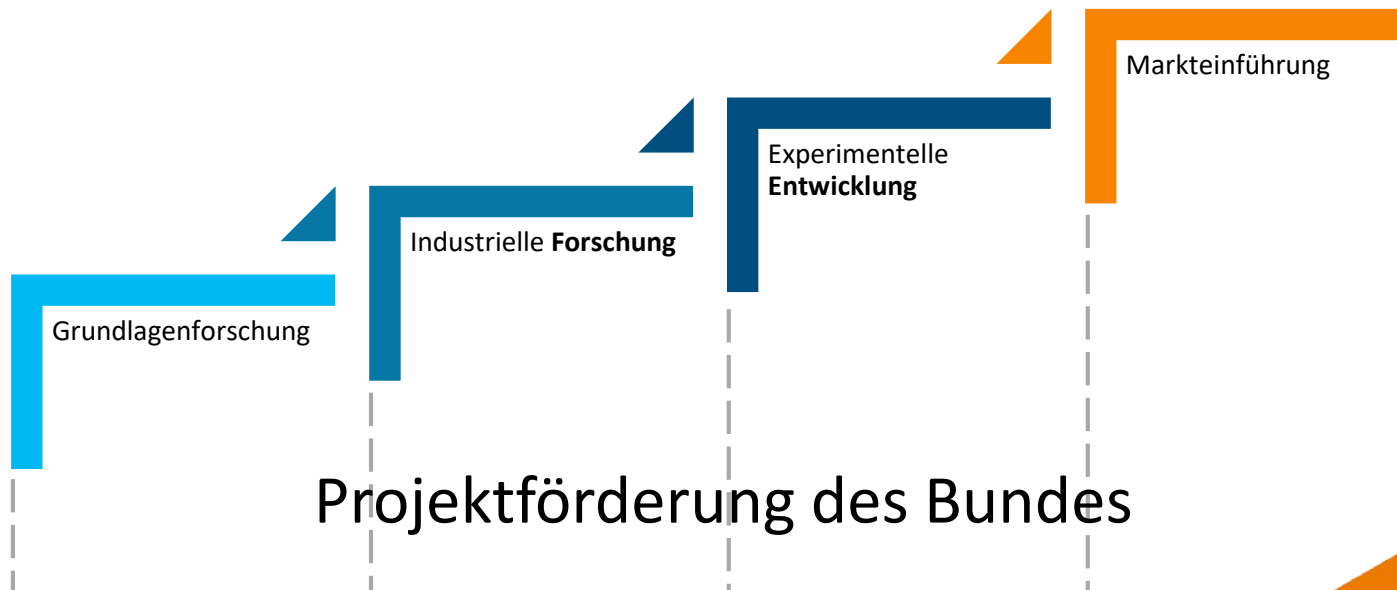 Grundlagenforschung
Industrielle Forschung
Experimentelle
Entwicklung
Markteinführung
Projektförderung des Bundes